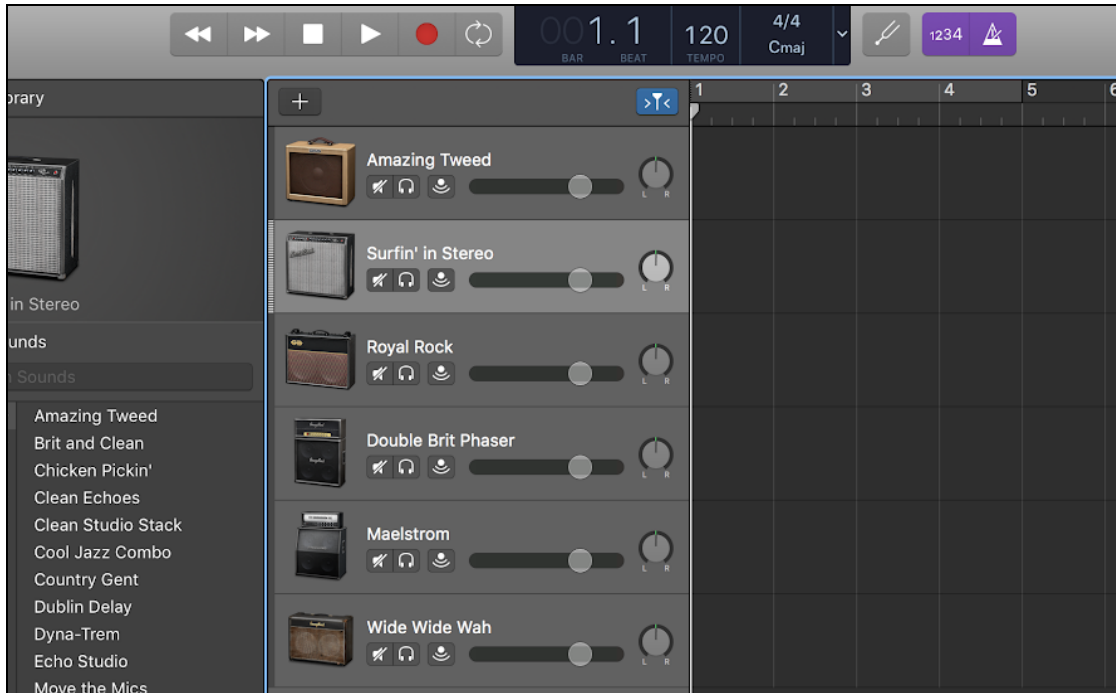 1.1
BAR BEAT
120
TEMPO
4/4
Cmaj
1234
brary
1 2 3 4 5 6
Amazing Tweed
L R
Surfin' in Stereo
L R
in Stereo
Royal Rock
L R
unds
n Sounds
Amazing Tweed
Brit and Clean
Chicken Pickin'
Clean Echoes
Clean Studio Stack
Cool Jazz Combo
Country Gent
Dublin Delay
Dyna-Trem
Echo Studio
Move the Mics
Double Brit Phaser
L R
Maelstrom
L R
Wide Wide Wah
L R